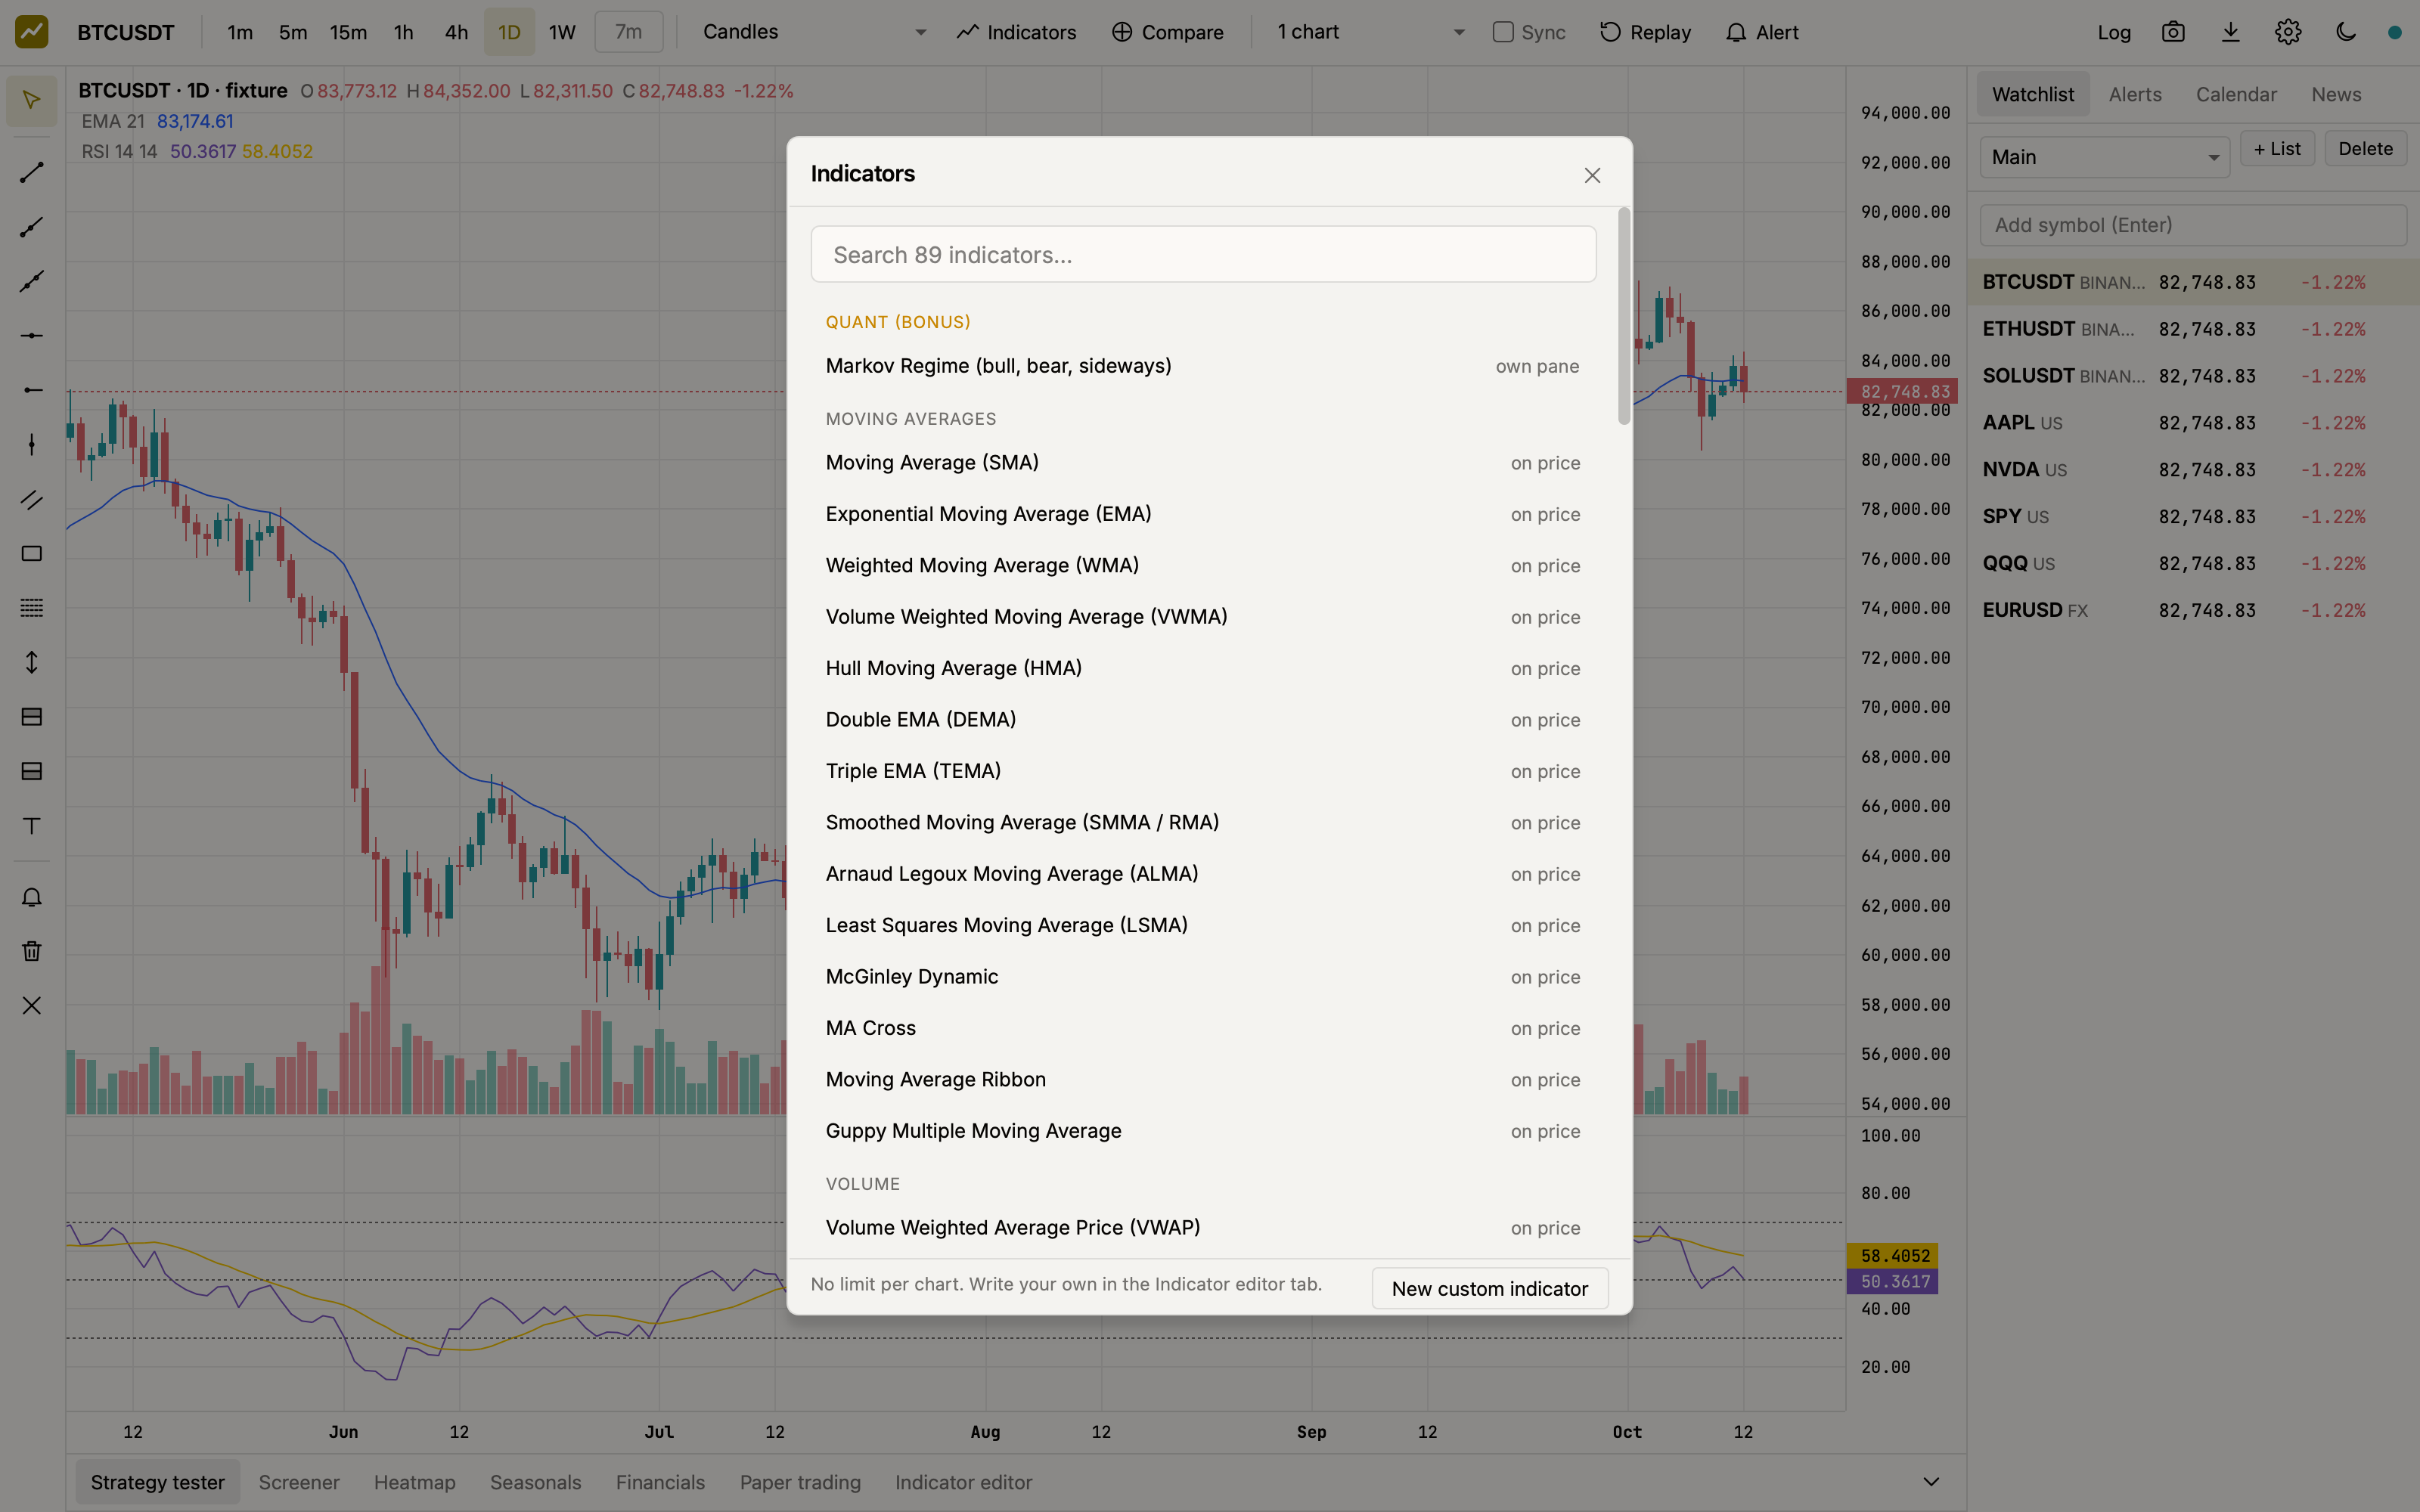 BTCUSDT 1m 5m 15m 1h 4h 1D 1W 7m Candles Indicators Compare 1 chart Sync Replay Alert Log
BTCUSDT · 1D · fixture O 83,773.12 H 84,352.00 L 82,311.50 C 82,748.83 -1.22%
EMA 21 83,174.61
RSI 14 14 50.3617 58.4052
Indicators
Search 89 indicators...
QUANT (BONUS)
Markov Regime (bull, bear, sideways) own pane
MOVING AVERAGES
Moving Average (SMA) on price
Exponential Moving Average (EMA) on price
Weighted Moving Average (WMA) on price
Volume Weighted Moving Average (VWMA) on price
Hull Moving Average (HMA) on price
Double EMA (DEMA) on price
Triple EMA (TEMA) on price
Smoothed Moving Average (SMMA / RMA) on price
Arnaud Legoux Moving Average (ALMA) on price
Least Squares Moving Average (LSMA) on price
McGinley Dynamic on price
MA Cross on price
Moving Average Ribbon on price
Guppy Multiple Moving Average on price
VOLUME
Volume Weighted Average Price (VWAP) on price
No limit per chart. Write your own in the Indicator editor tab. New custom indicator
94,000.00
92,000.00
90,000.00
88,000.00
86,000.00
84,000.00
82,748.83
82,000.00
80,000.00
78,000.00
76,000.00
74,000.00
72,000.00
70,000.00
68,000.00
66,000.00
64,000.00
62,000.00
60,000.00
58,000.00
56,000.00
54,000.00
100.00
80.00
58.4052
50.3617
40.00
20.00
12 Jun 12 Jul 12 Aug 12 Sep 12 Oct 12
Watchlist Alerts Calendar News
Main + List Delete
Add symbol (Enter)
BTCUSDT BINAN... 82,748.83 -1.22%
ETHUSDT BINA... 82,748.83 -1.22%
SOLUSDT BINAN... 82,748.83 -1.22%
AAPL US 82,748.83 -1.22%
NVDA US 82,748.83 -1.22%
SPY US 82,748.83 -1.22%
QQQ US 82,748.83 -1.22%
EURUSD FX 82,748.83 -1.22%
Strategy tester Screener Heatmap Seasonals Financials Paper trading Indicator editor